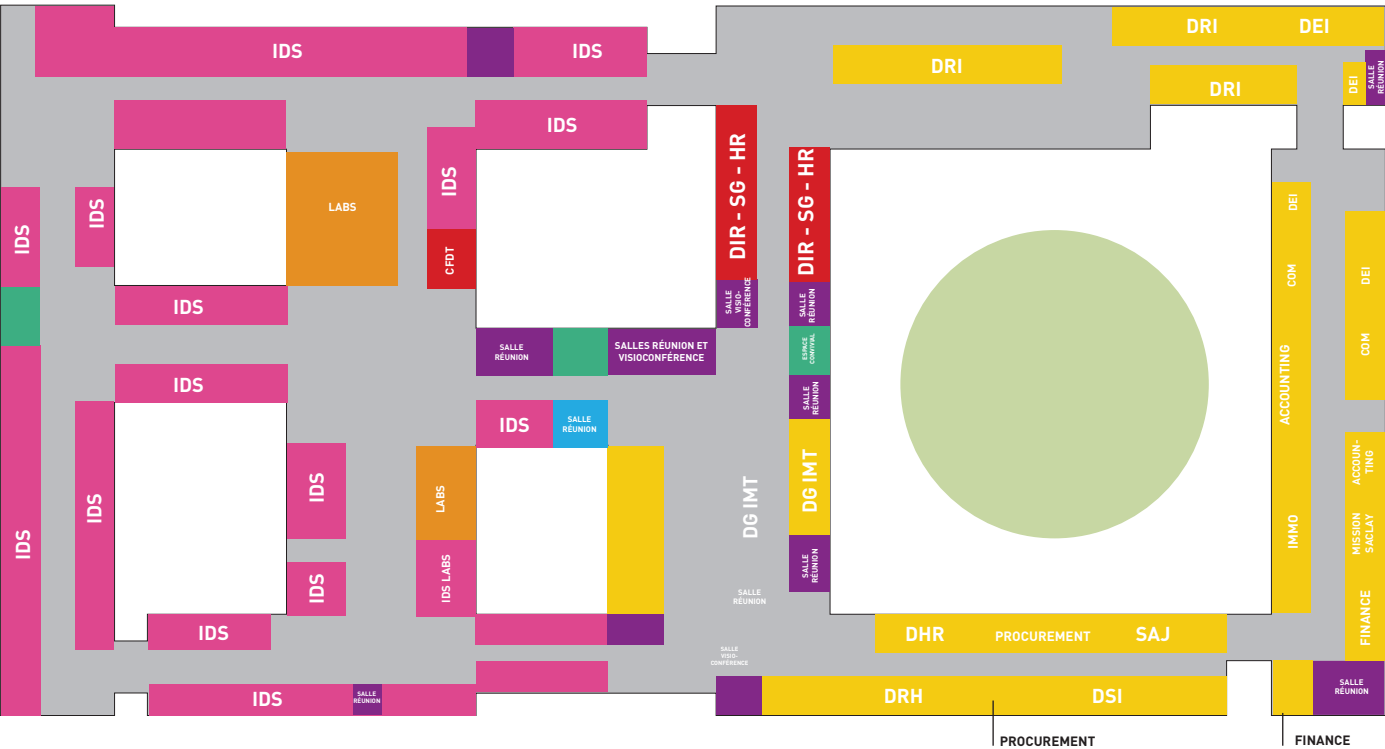 DRI DEI
IDS
IDS
DRI
DEI
SALLE
RÉUNION
DRI
IDS
DIR - SG - HR
DIR - SG - HR
IDS
LABS
IDS
IDS
DEI
CFDT
COM
DEI
IDS
SALLE
VISIO-
CONFÉRENCE
SALLE
RÉUNION
SALLE
RÉUNION
SALLES RÉUNION ET
VISIOCONFÉRENCE
ESPACE
CONVIVIAL
COM
IDS
SALLE
RÉUNION
ACCOUNTING
IDS
SALLE
RÉUNION
ACCOUN-
TING
IDS
IDS
LABS
DG IMT
DG IMT
IDS
IMMO
MISSION
SACLAY
SALLE
RÉUNION
IDS
IDS LABS
SALLE
RÉUNION
FINANCE
IDS
DHR PROCUREMENT SAJ
SALLE
VISIO-
CONFÉRENCE
IDS
SALLE
RÉUNION
DRH DSI
SALLE
RÉUNION
PROCUREMENT
FINANCE